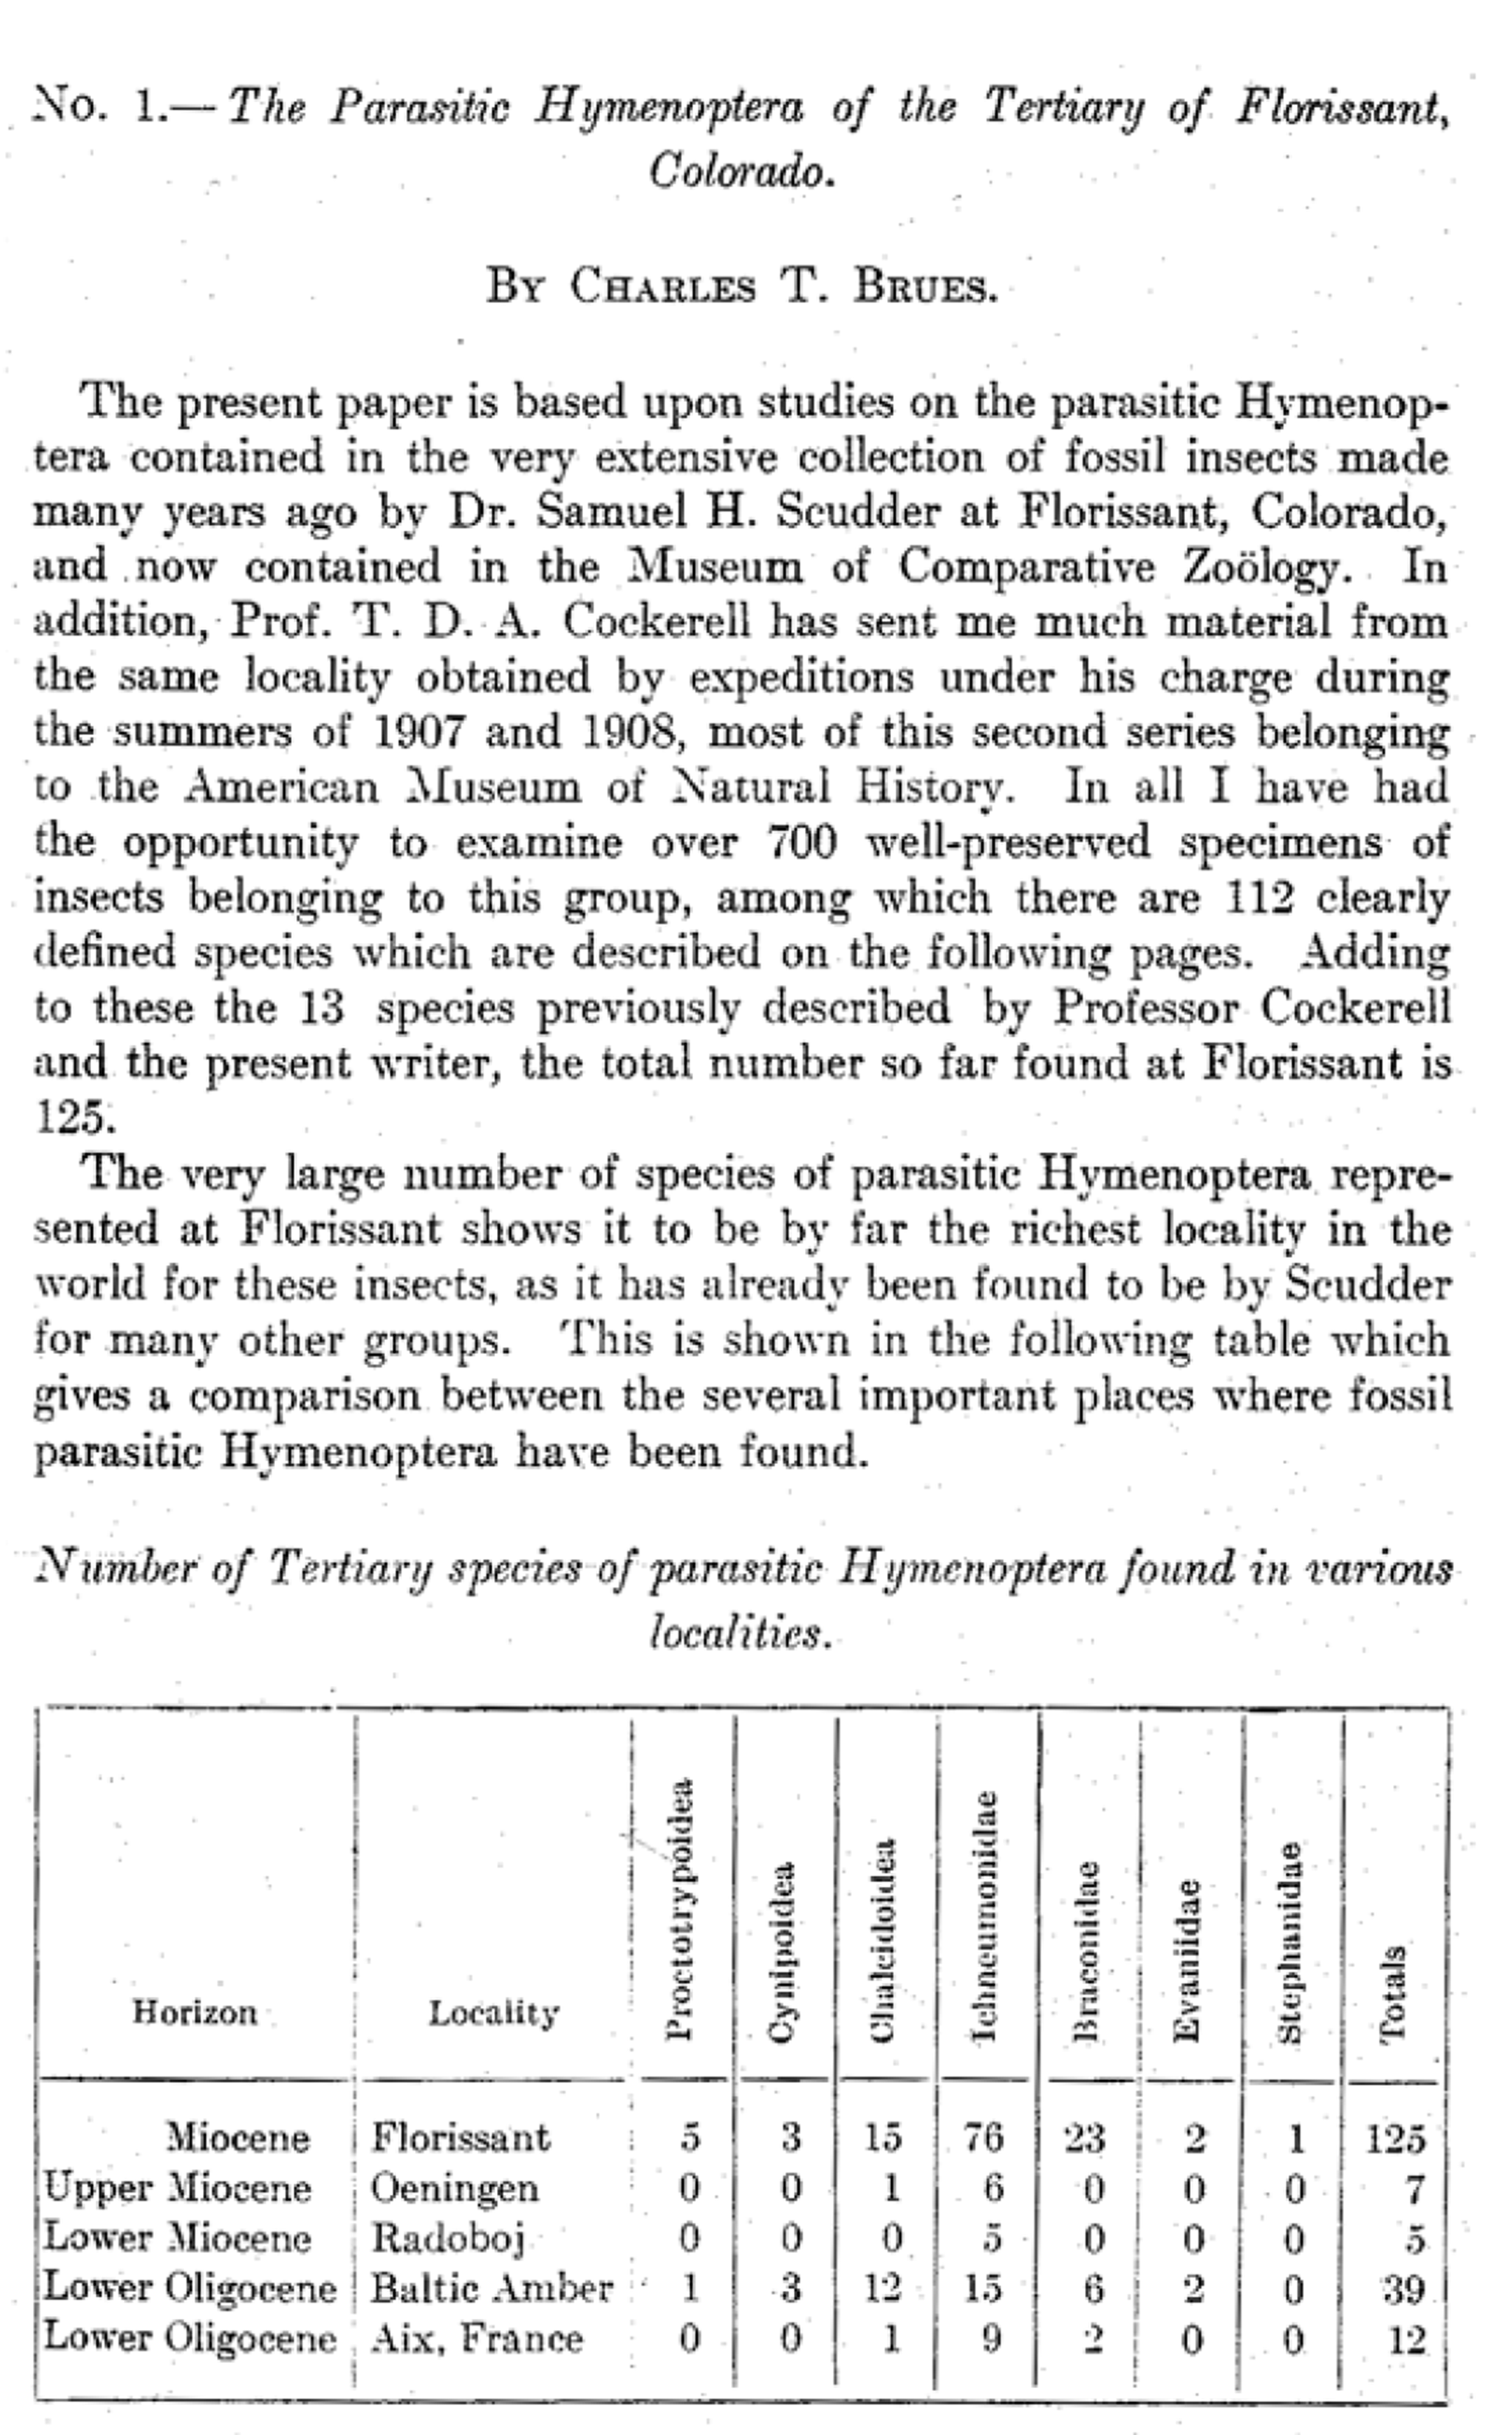 No. 1.— The Parasitic Hymenoptera of the Tertiary of Florissant,
Colorado.
By Charles T. Brues.
The present paper is based upon studies on the parasitic Hymenop-
tera contained in the very extensive collection of fossil insects made
many years ago by Dr. Samuel H. Scudder at Florissant, Colorado,
and now contained in the Museum of Comparative Zoölogy. In
addition, Prof. T. D. A. Cockerell has sent me much material from
the same locality obtained by expeditions under his charge during
the summers of 1907 and 1908, most of this second series belonging
to the American Museum of Natural History. In all I have had
the opportunity to examine over 700 well-preserved specimens of
insects belonging to this group, among which there are 112 clearly
defined species which are described on the following pages. Adding
to these the 13 species previously described by Professor Cockerell
and the present writer, the total number so far found at Florissant is
125.
The very large number of species of parasitic Hymenoptera repre-
sented at Florissant shows it to be by far the richest locality in the
world for these insects, as it has already been found to be by Scudder
for many other groups. This is shown in the following table which
gives a comparison between the several important places where fossil
parasitic Hymenoptera have been found.
Number of Tertiary species of parasitic Hymenoptera found in various
localities.
Horizon Locality Proctotrypoidea Cynipoidea Chalcidoidea Ichneumonidae Braconidae Evaniidae Stephanidae Totals
Miocene Florissant 5 3 15 76 23 2 1 125
Upper Miocene Oeningen 0 0 1 6 0 0 0 7
Lower Miocene Radoboj 0 0 0 5 0 0 0 5
Lower Oligocene Baltic Amber 1 3 12 15 6 2 0 39
Lower Oligocene Aix, France 0 0 1 9 2 0 0 12